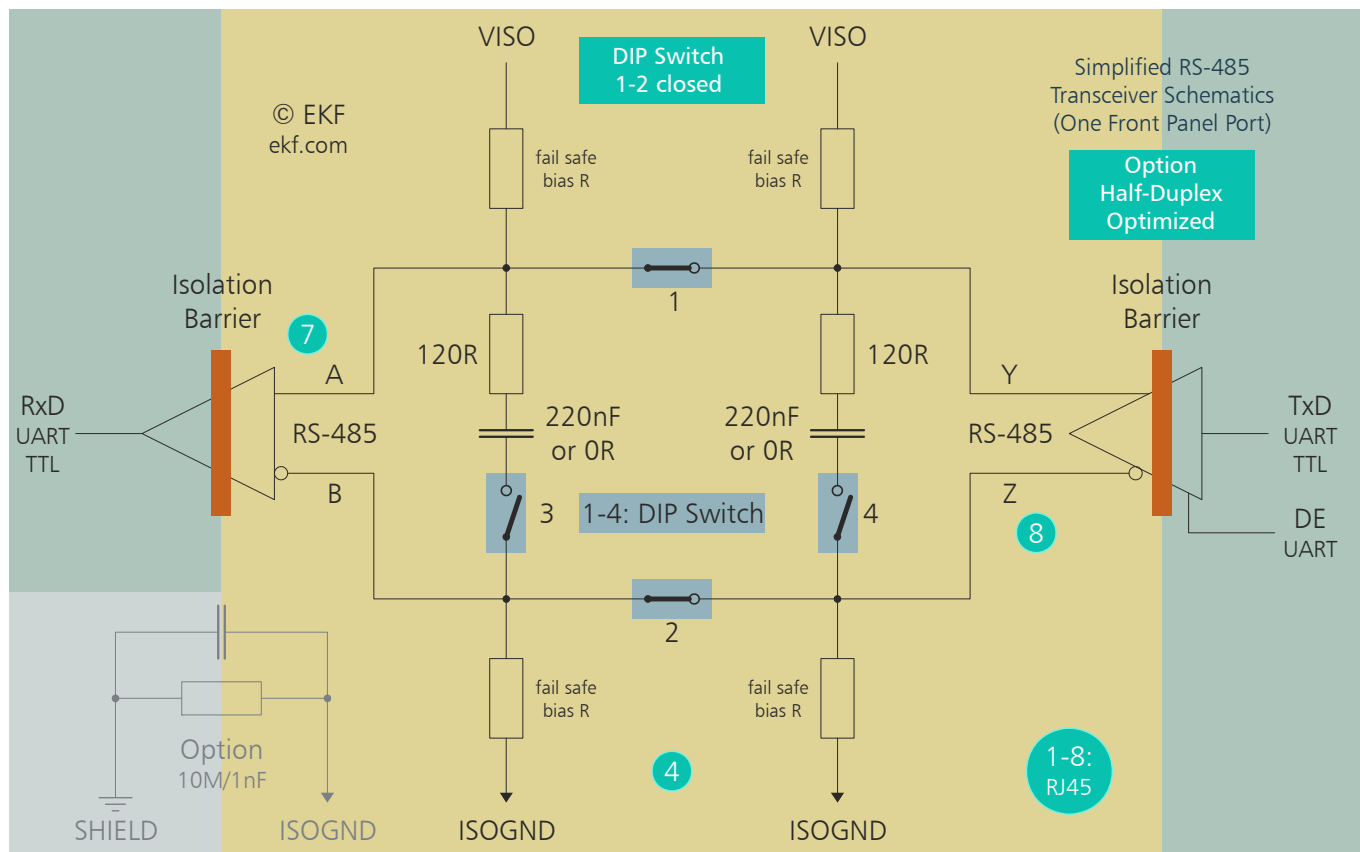 VISO
VISO
DIP Switch
1-2 closed
Simplified RS-485
Transceiver Schematics
(One Front Panel Port)
© EKF
ekf.com
Option
Half-Duplex
Optimized
fail safe
bias R
fail safe
bias R
Isolation
Barrier
Isolation
Barrier
1
7
120R
120R
A
Y
RxD
UART
TTL
RS-485
220nF
or 0R
220nF
or 0R
RS-485
TxD
UART
TTL
B
Z
3
1-4: DIP Switch
4
8
DE
UART
2
fail safe
bias R
fail safe
bias R
Option
10M/1nF
4
1-8:
RJ45
SHIELD
ISOGND
ISOGND
ISOGND